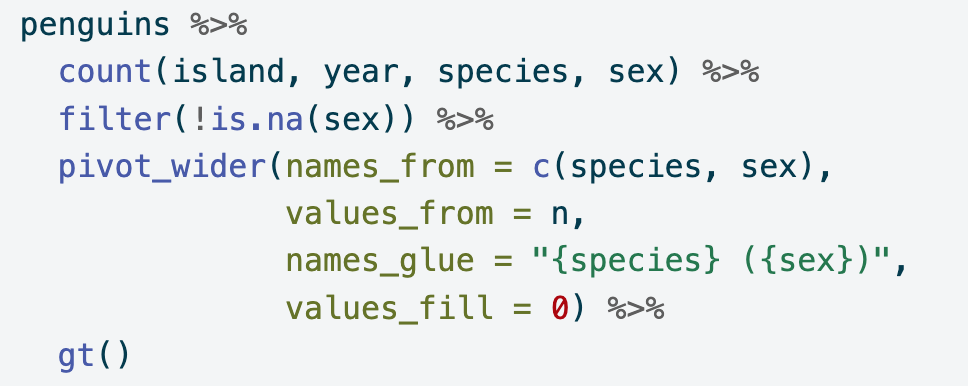 penguins %>%
  count(island, year, species, sex) %>%
  filter(!is.na(sex)) %>%
  pivot_wider(names_from = c(species, sex),
              values_from = n,
              names_glue = "{species} ({sex})",
              values_fill = 0) %>%
  gt()